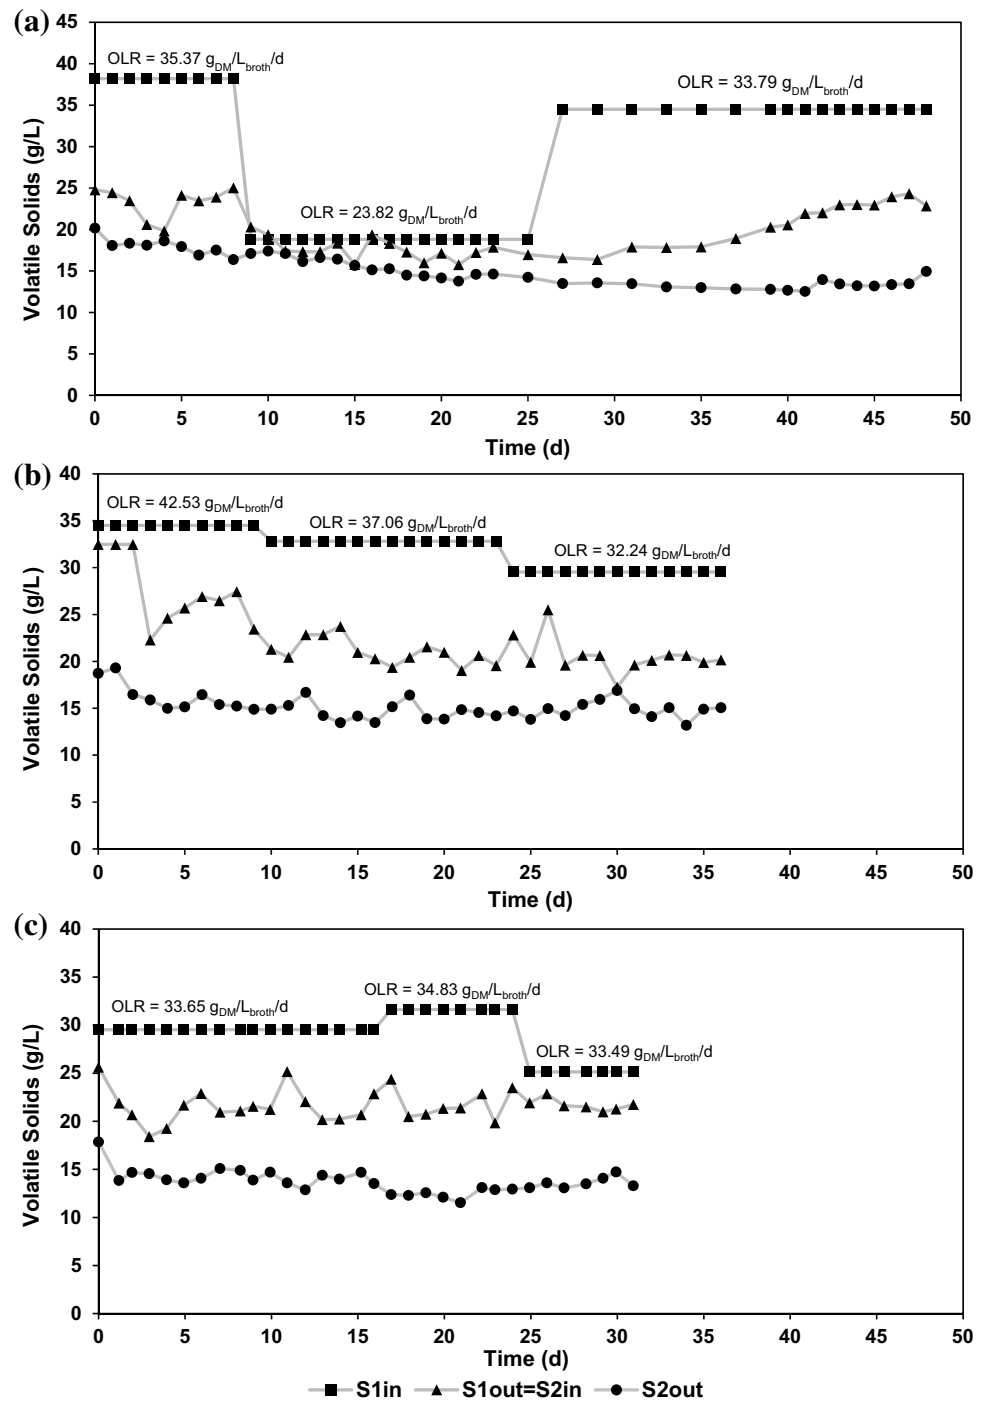 (a)
Volatile Solids (g/L)
45
40
35
30
25
20
15
10
5
0
OLR = 35.37 gDM/Lbroth/d
OLR = 23.82 gDM/Lbroth/d
OLR = 33.79 gDM/Lbroth/d
0 5 10 15 20 25 30 35 40 45 50
Time (d)
(b)
Volatile Solids (g/L)
40
35
30
25
20
15
10
5
0
OLR = 42.53 gDM/Lbroth/d
OLR = 37.06 gDM/Lbroth/d
OLR = 32.24 gDM/Lbroth/d
0 5 10 15 20 25 30 35 40 45 50
Time (d)
(c)
Volatile Solids (g/L)
40
35
30
25
20
15
10
5
0
OLR = 33.65 gDM/Lbroth/d
OLR = 34.83 gDM/Lbroth/d
OLR = 33.49 gDM/Lbroth/d
0 5 10 15 20 25 30 35 40 45 50
Time (d)
S1in S1out=S2in S2out